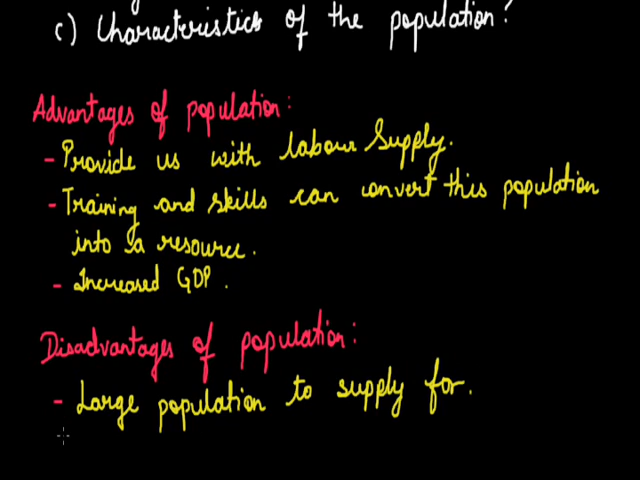 c) Characteristics of the population?
Advantages of population:
- Provide us with labour supply.
- Training and skills can convert this population
into a resource.
- Increased GDP.
Disadvantages of population:
- Large population to supply for.